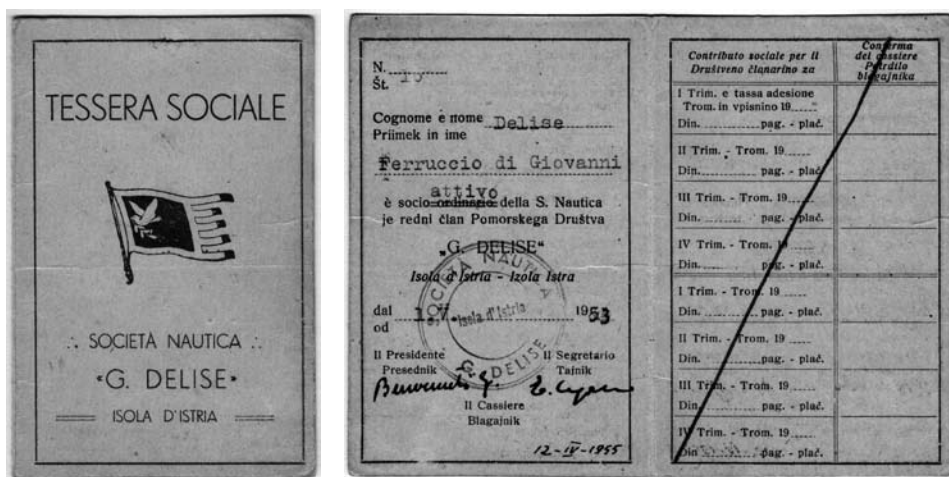 TESSERA SOCIALE
∴ SOCIETÀ NAUTICA ∴
"G. DELISE"
ISOLA D'ISTRIA
N.
Št.
Cognome e nome Delise
Priimek in ime
Ferruccio di Giovanni
attivo
è socio ordinario della S. Nautica
je redni član Pomorskega Društva
„G. DELISE“
Isola d'Istria - Izola Istra
dal 1.V. 1953
od
SOCIETÀ NAUTICA
Isola d'Istria
G. DELISE
Il Presidente Il Segretario
Presednik Tajnik
Il Cassiere
Blagajnik
12-IV-1955
Contributo sociale per il
Društveno članarino za
Conferma
del cassiere
Potrdilo
blagajnika
I Trim. e tassa adesione
Trom. in vpisnino 19
Din. pag. - plač.
II Trim. - Trom. 19
Din. pag. - plač.
III Trim. - Trom. 19
Din. pag. - plač.
IV Trim. - Trom. 19
Din. pag. - plač.
I Trim. - Trom. 19
Din. pag. - plač.
II Trim. - Trom. 19
Din. pag. - plač.
III Trim. - Trom. 19
Din. pag. - plač.
IV Trim. - Trom. 19
Din pag. - plač.